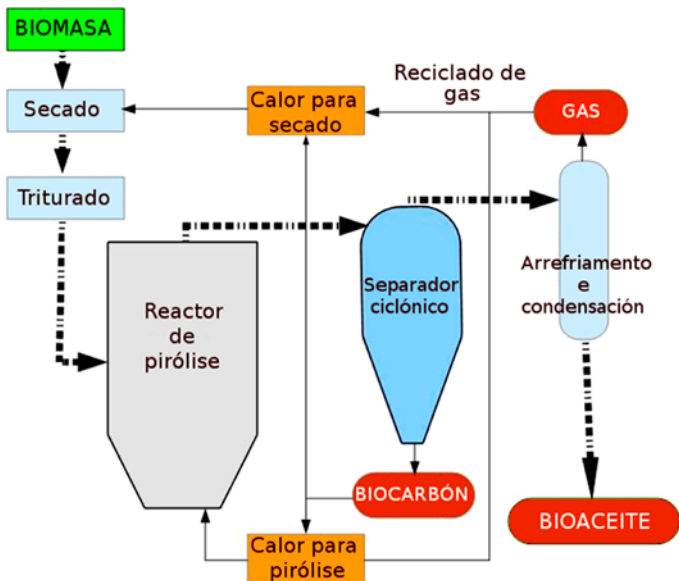 BIOMASA
Secado
Triturado
Calor para
secado
Reciclado de
gas
GAS
Reactor
de
pirólise
Separador
ciclónico
Arrefriamento
e
condensación
BIOCARBÓN
Calor para
pirólise
BIOACEITE